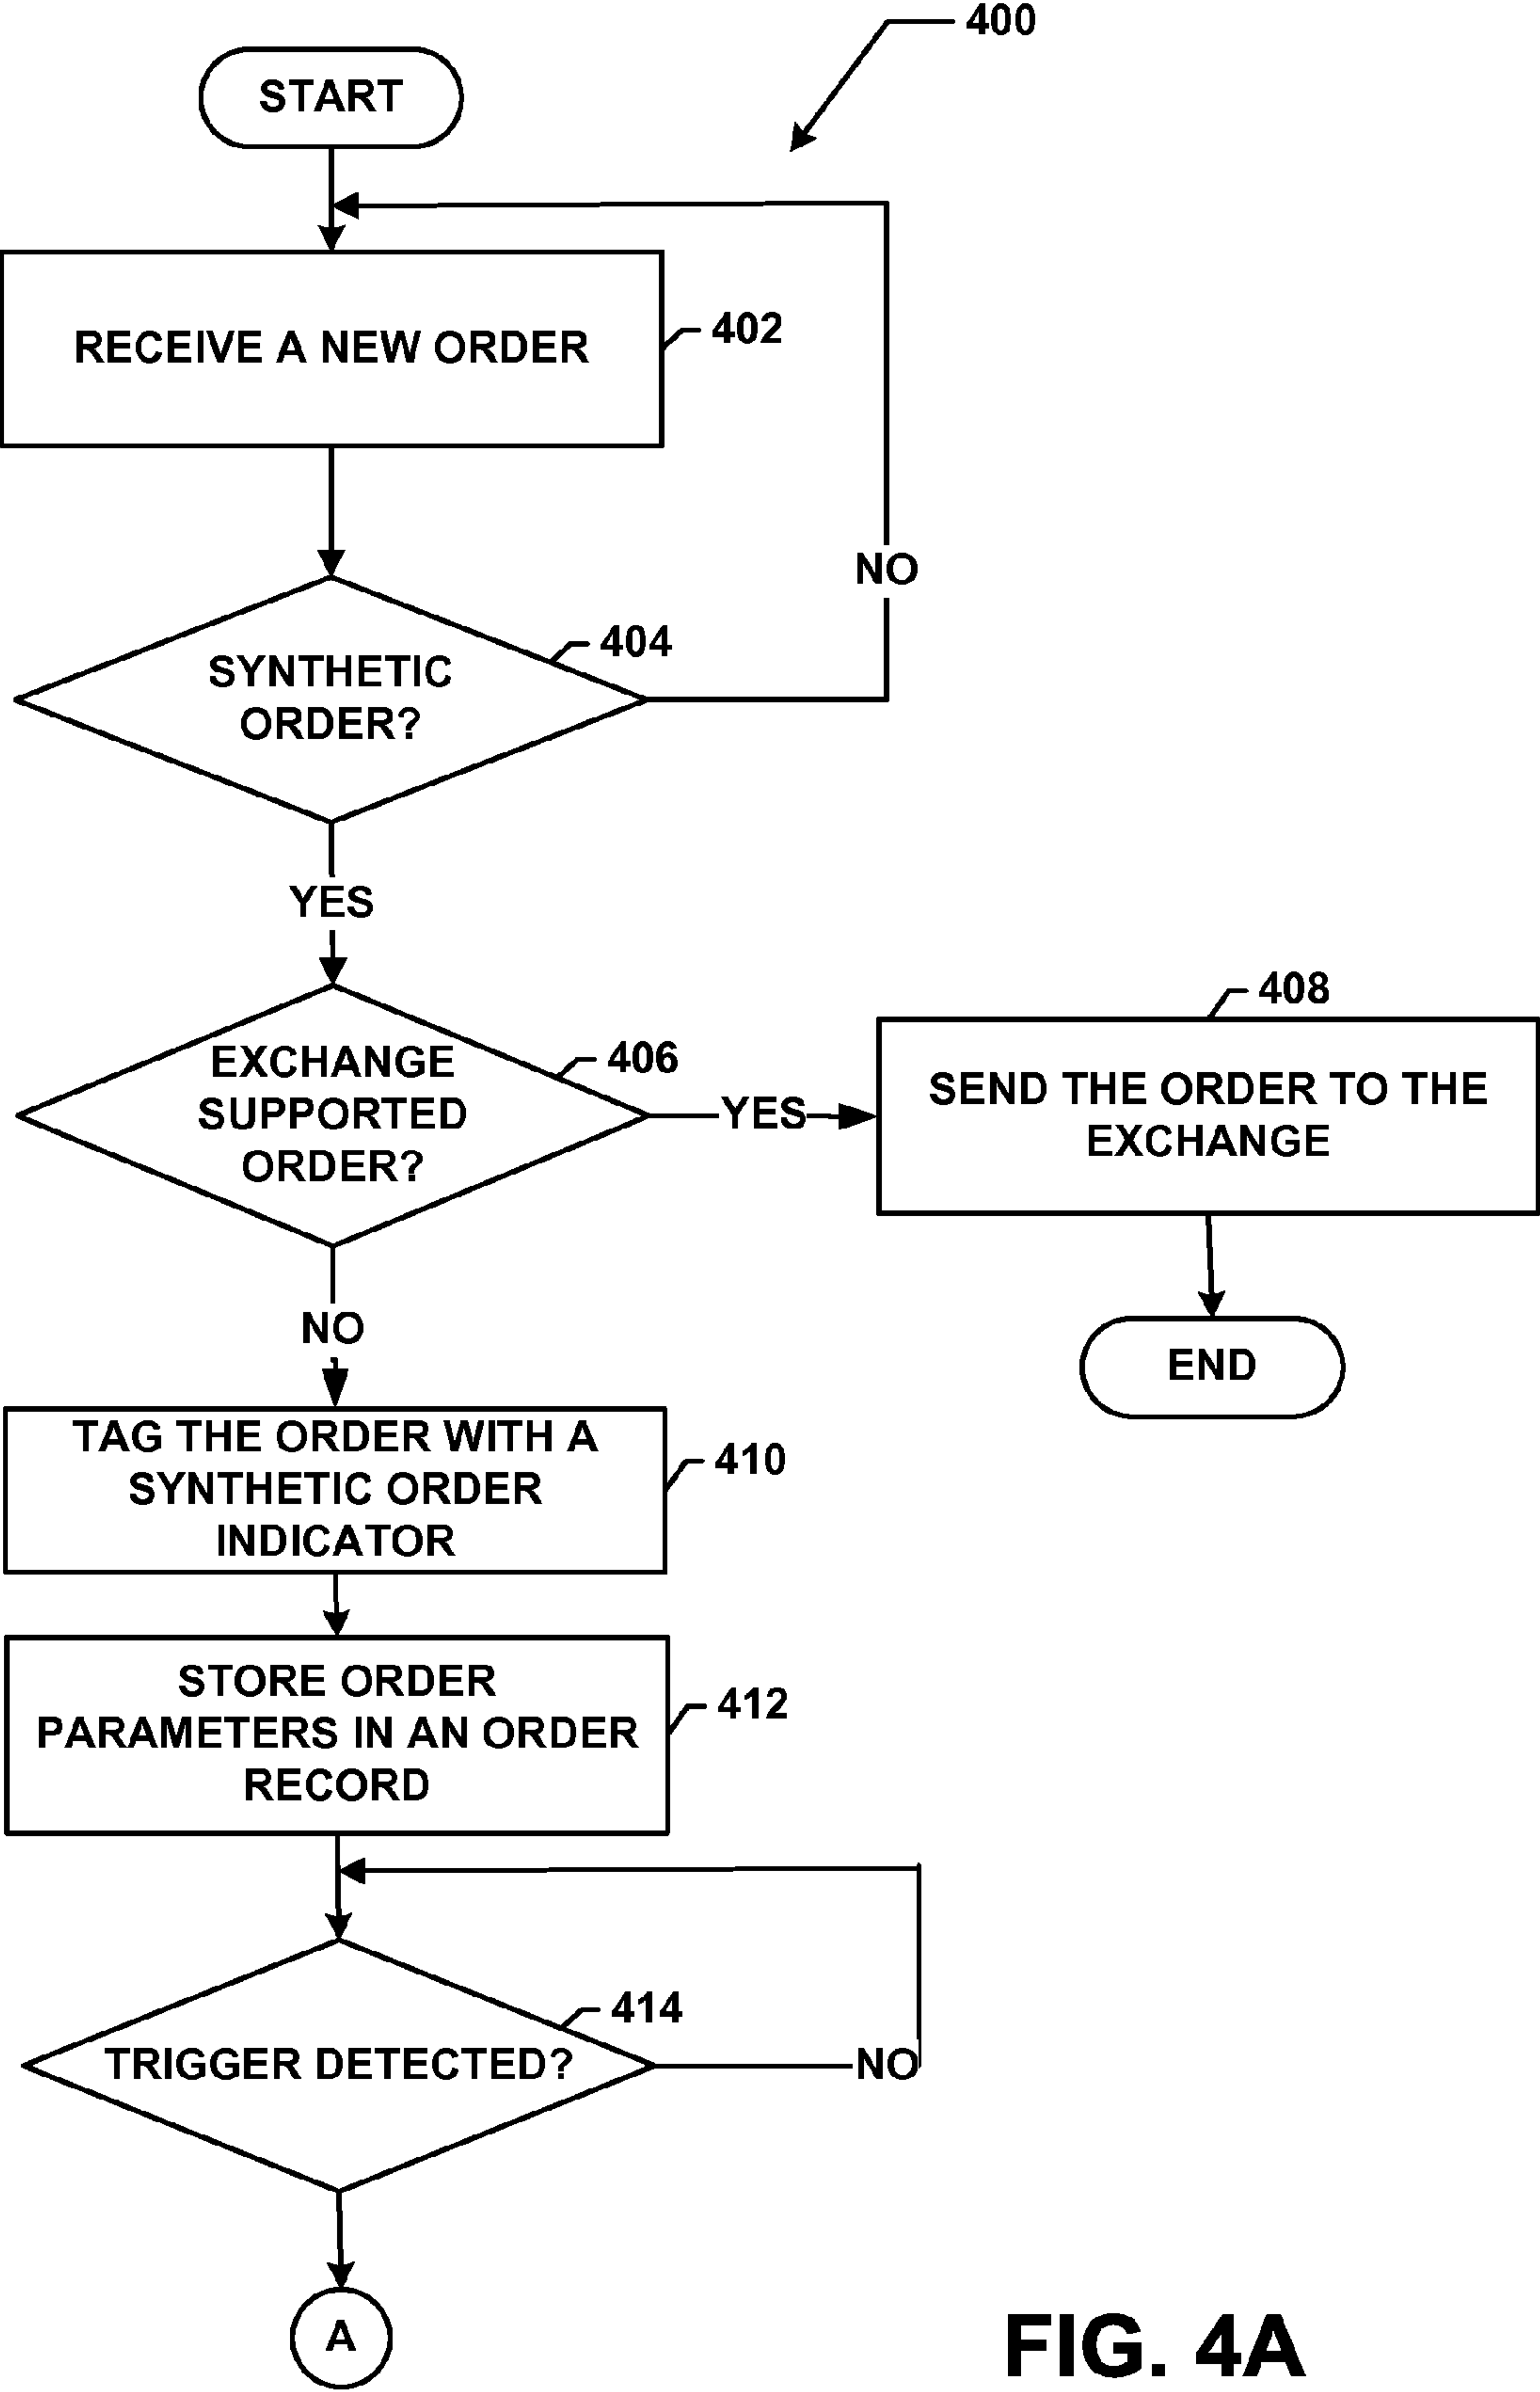 400
START
RECEIVE A NEW ORDER
402
NO
404
SYNTHETIC
ORDER?
YES
408
406
EXCHANGE
SUPPORTED
ORDER?
YES
SEND THE ORDER TO THE
EXCHANGE
NO
END
TAG THE ORDER WITH A
SYNTHETIC ORDER
INDICATOR
410
STORE ORDER
PARAMETERS IN AN ORDER
RECORD
412
414
TRIGGER DETECTED?
NO
A
FIG. 4A